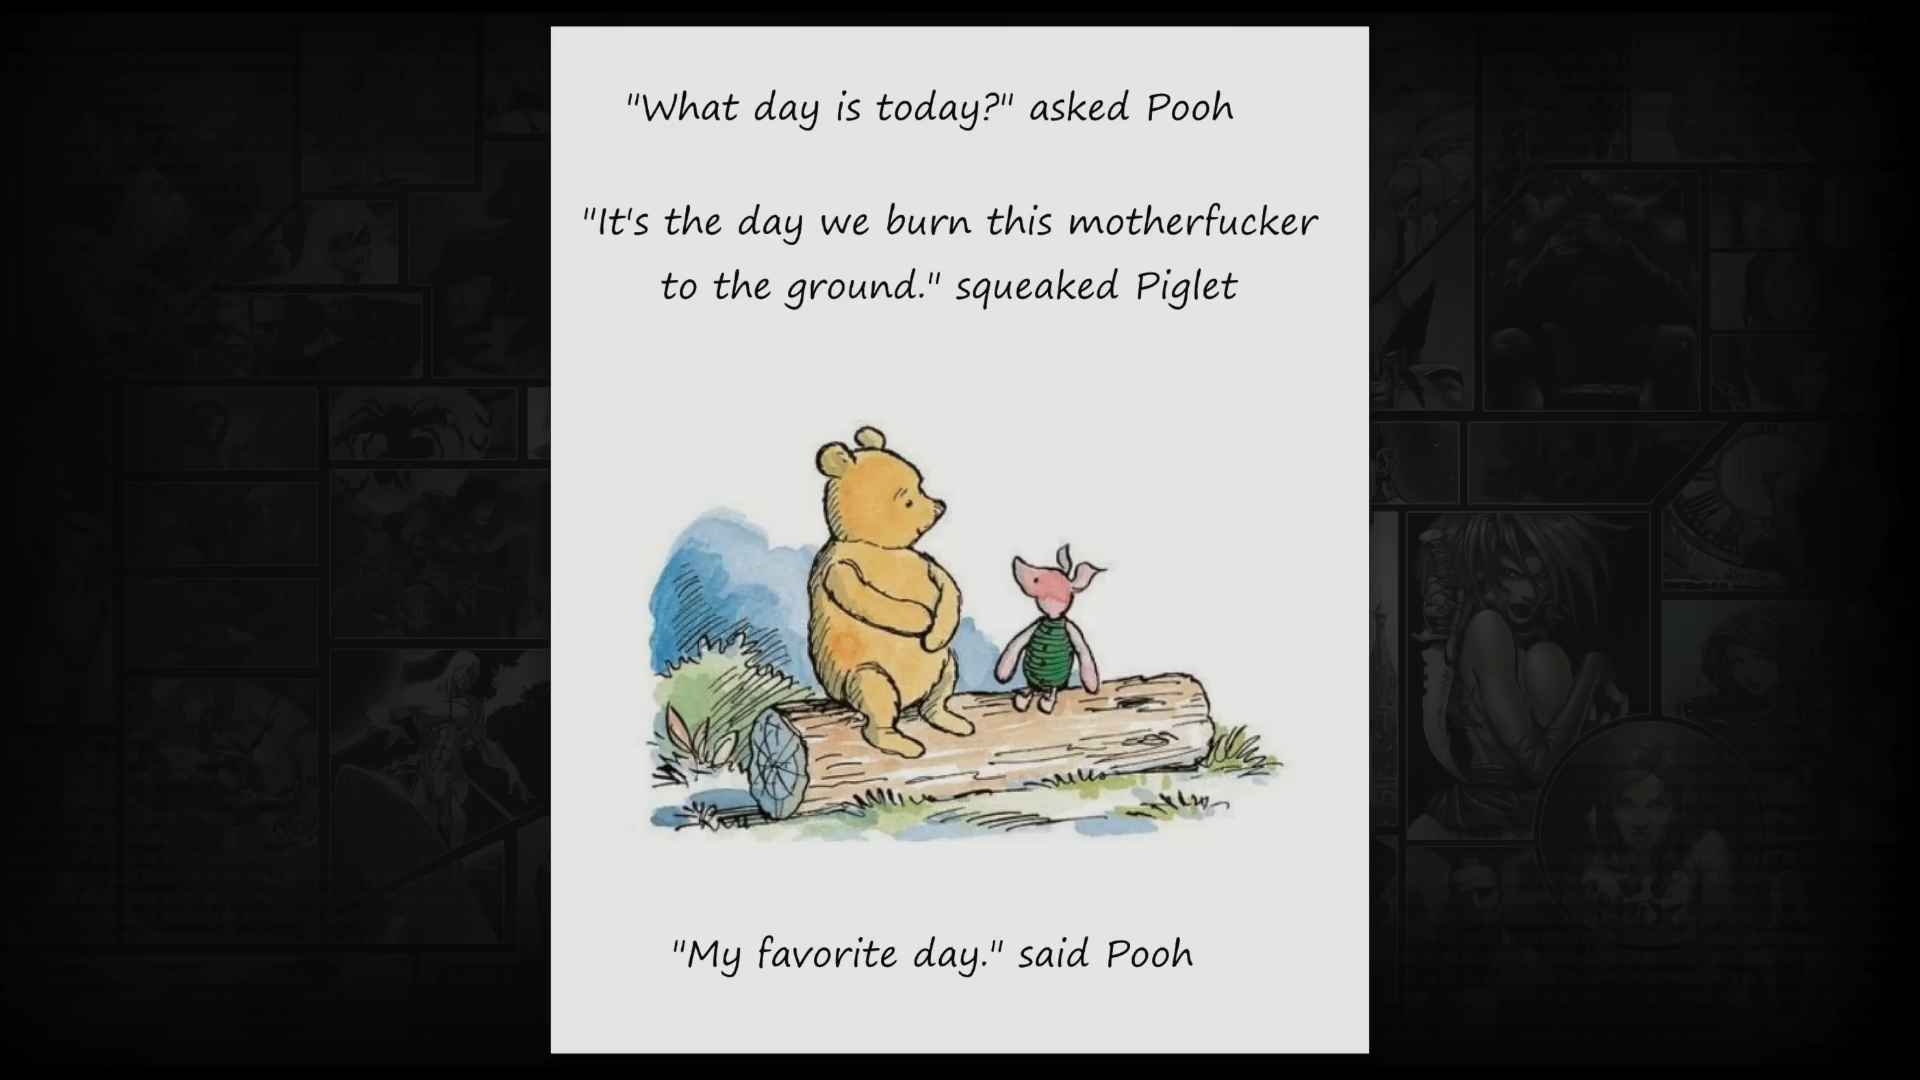 "What day is today?" asked Pooh
"It's the day we burn this motherfucker
to the ground." squeaked Piglet
"My favorite day." said Pooh